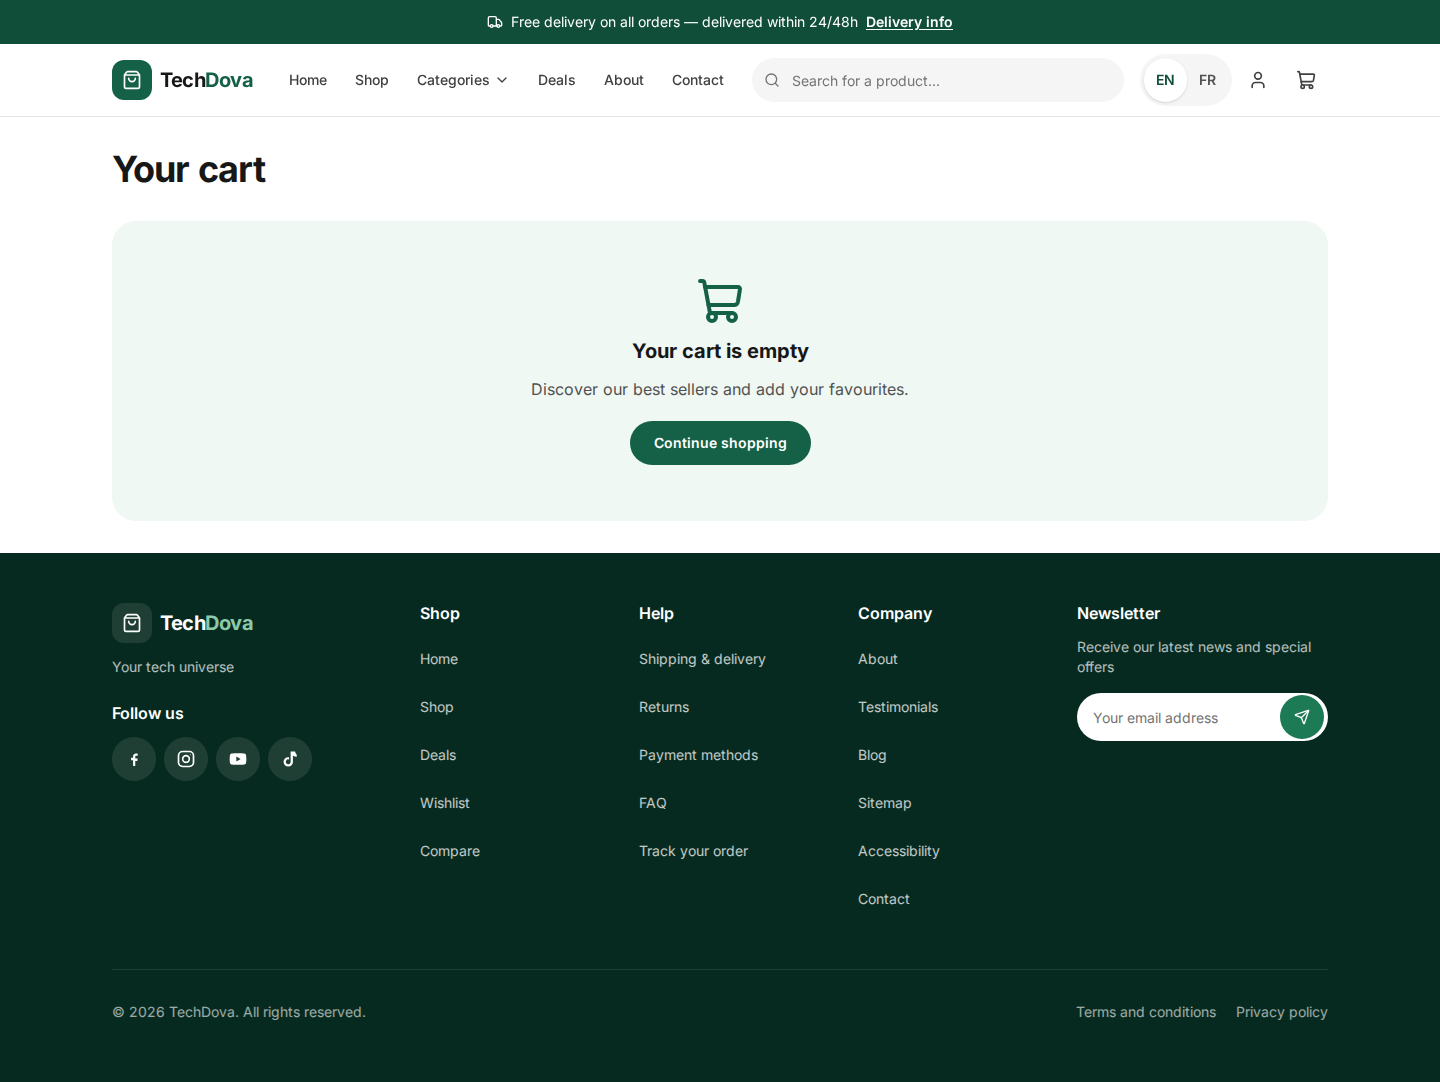 Free delivery on all orders — delivered within 24/48h Delivery info
TechDova
Home
Shop
Categories
Deals
About
Contact
Search for a product...
EN
FR
Your cart
Your cart is empty
Discover our best sellers and add your favourites.
Continue shopping
TechDova
Your tech universe
Follow us
Shop
Home
Shop
Deals
Wishlist
Compare
Help
Shipping & delivery
Returns
Payment methods
FAQ
Track your order
Company
About
Testimonials
Blog
Sitemap
Accessibility
Contact
Newsletter
Receive our latest news and special
offers
Your email address
© 2026 TechDova. All rights reserved.
Terms and conditions
Privacy policy